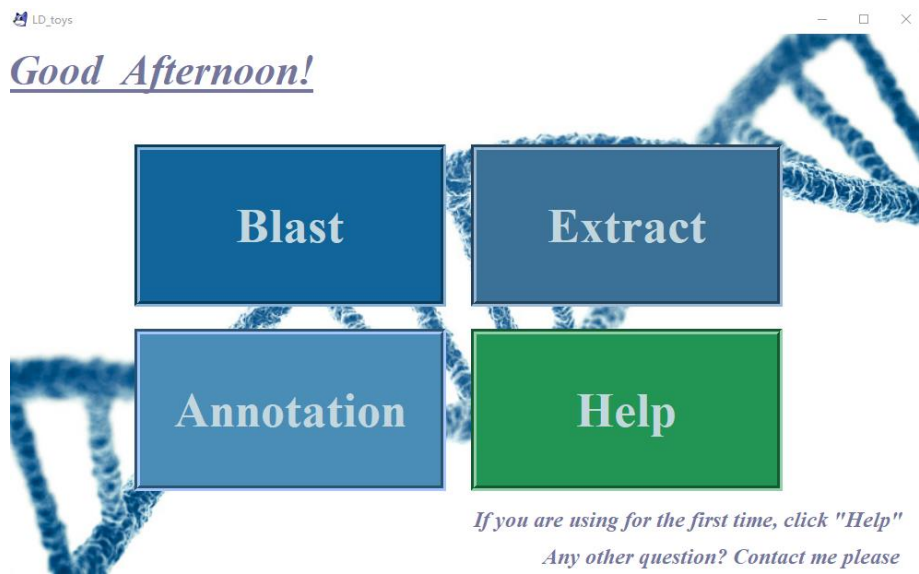 LD_toys
Good Afternoon!
Blast
Extract
Annotation
Help
If you are using for the first time, click "Help"
Any other question? Contact me please